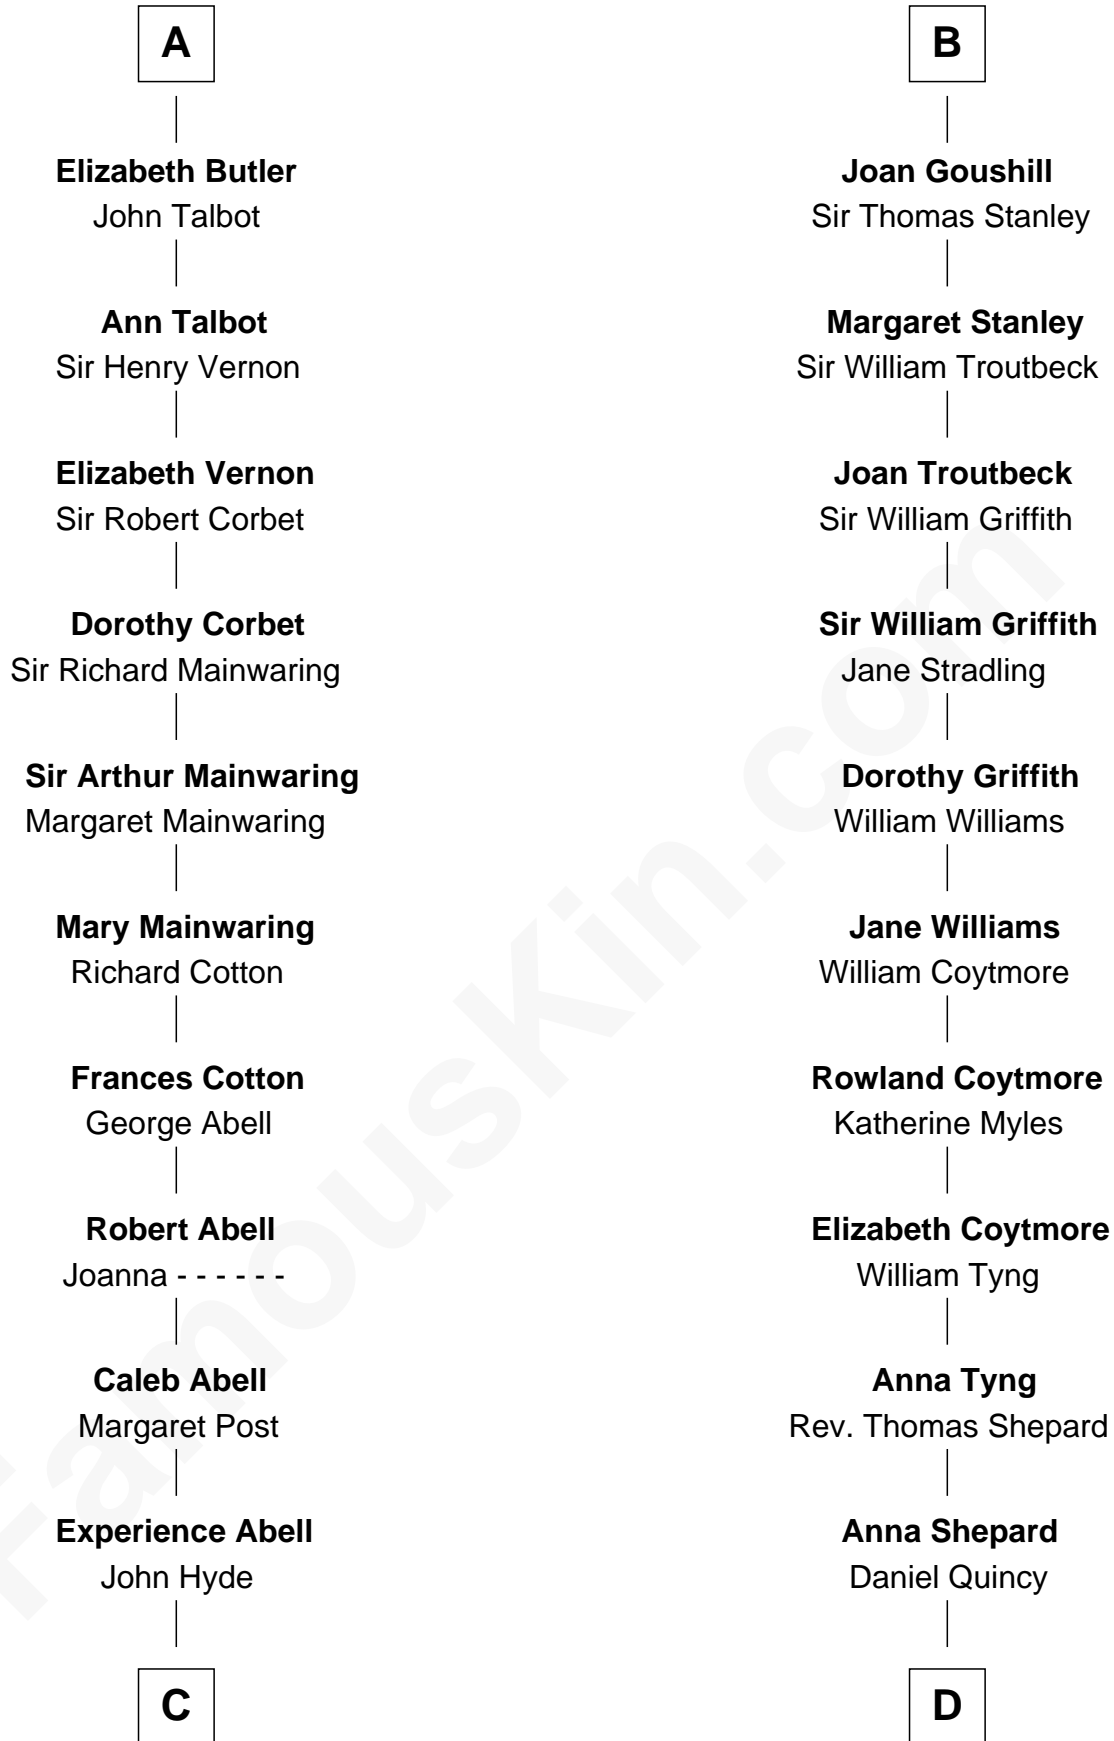 A
Elizabeth Butler
John Talbot
Ann Talbot
Sir Henry Vernon
Elizabeth Vernon
Sir Robert Corbet
Dorothy Corbet
Sir Richard Mainwaring
Sir Arthur Mainwaring
Margaret Mainwaring
Mary Mainwaring
Richard Cotton
Frances Cotton
George Abell
Robert Abell
Joanna - - - - - -
Caleb Abell
Margaret Post
Experience Abell
John Hyde
C
B
Joan Goushill
Sir Thomas Stanley
Margaret Stanley
Sir William Troutbeck
Joan Troutbeck
Sir William Griffith
Sir William Griffith
Jane Stradling
Dorothy Griffith
William Williams
Jane Williams
William Coytmore
Rowland Coytmore
Katherine Myles
Elizabeth Coytmore
William Tyng
Anna Tyng
Rev. Thomas Shepard
Anna Shepard
Daniel Quincy
D
FamousKin.com